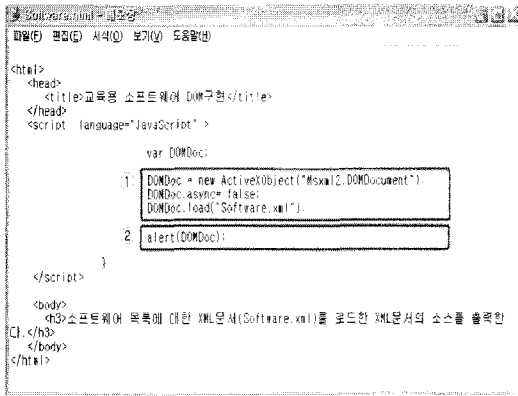 Software.html - 메모장
파일(F) 편집(E) 서식(O) 보기(V) 도움말(H)
<html>
<head>
<title>교육용 소프트웨어 DOM구현</title>
</head>
<script language="JavaScript" >
var DOMDoc;
1 DOMDoc = new ActiveXObject("Msxml2.DOMDocument").
DOMDoc.async= false;
DOMDoc.load("Software.xml").
2 alert(DOMDoc);
}
</script>
<body>
<h3>소프트웨어 목록에 대한 XML문서(Software.xml)를 로드한 XML문서의 소스를 출력한
다.</h3>
</body>
</html>